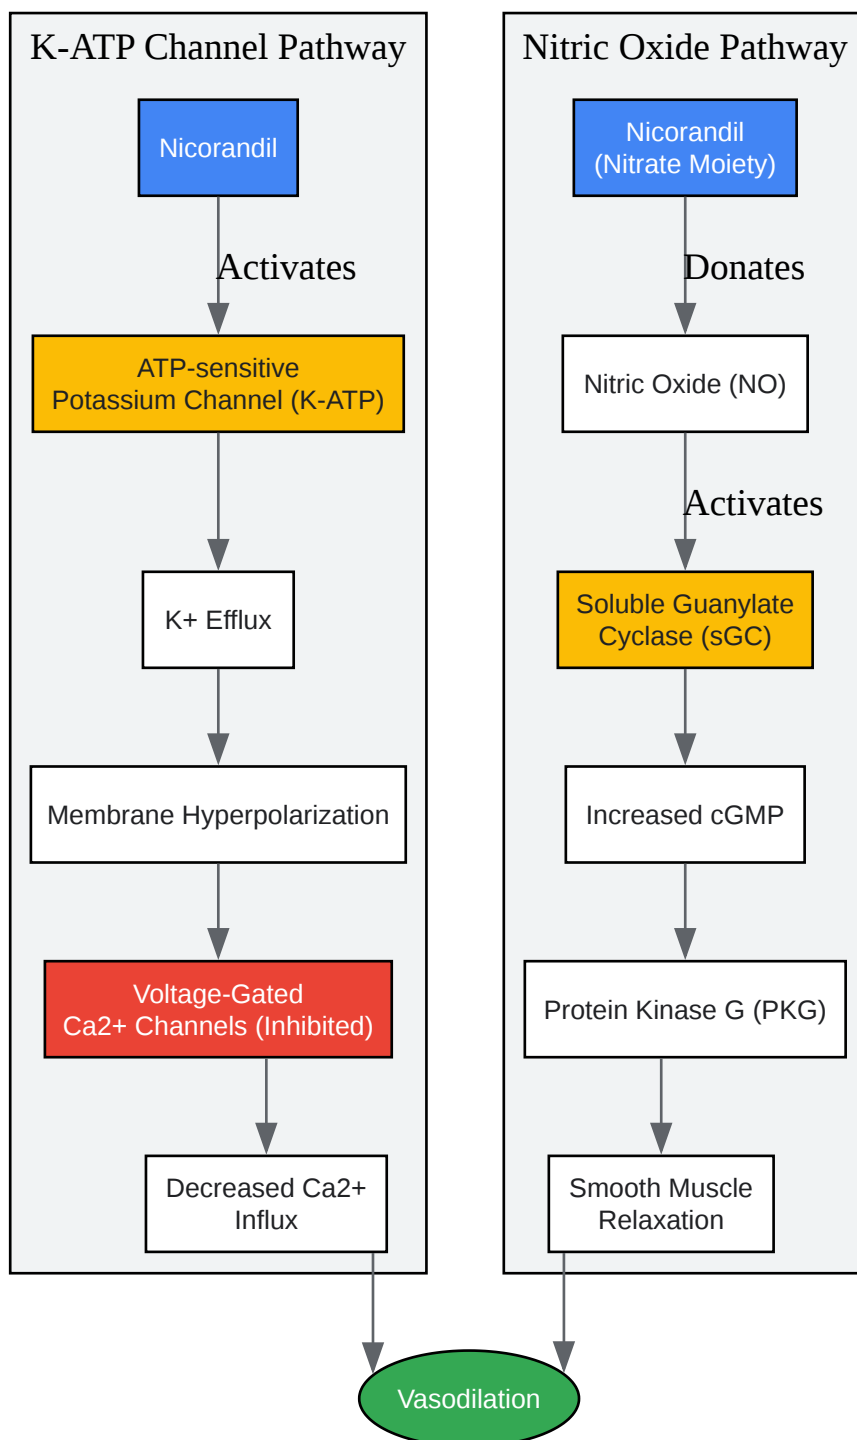 K-ATP Channel Pathway
Nicorandil
Activates
ATP-sensitive
Potassium Channel (K-ATP)
K+ Efflux
Membrane Hyperpolarization
Voltage-Gated
Ca2+ Channels (Inhibited)
Decreased Ca2+
Influx
Nitric Oxide Pathway
Nicorandil
(Nitrate Moiety)
Donates
Nitric Oxide (NO)
Activates
Soluble Guanylate
Cyclase (sGC)
Increased cGMP
Protein Kinase G (PKG)
Smooth Muscle
Relaxation
Vasodilation